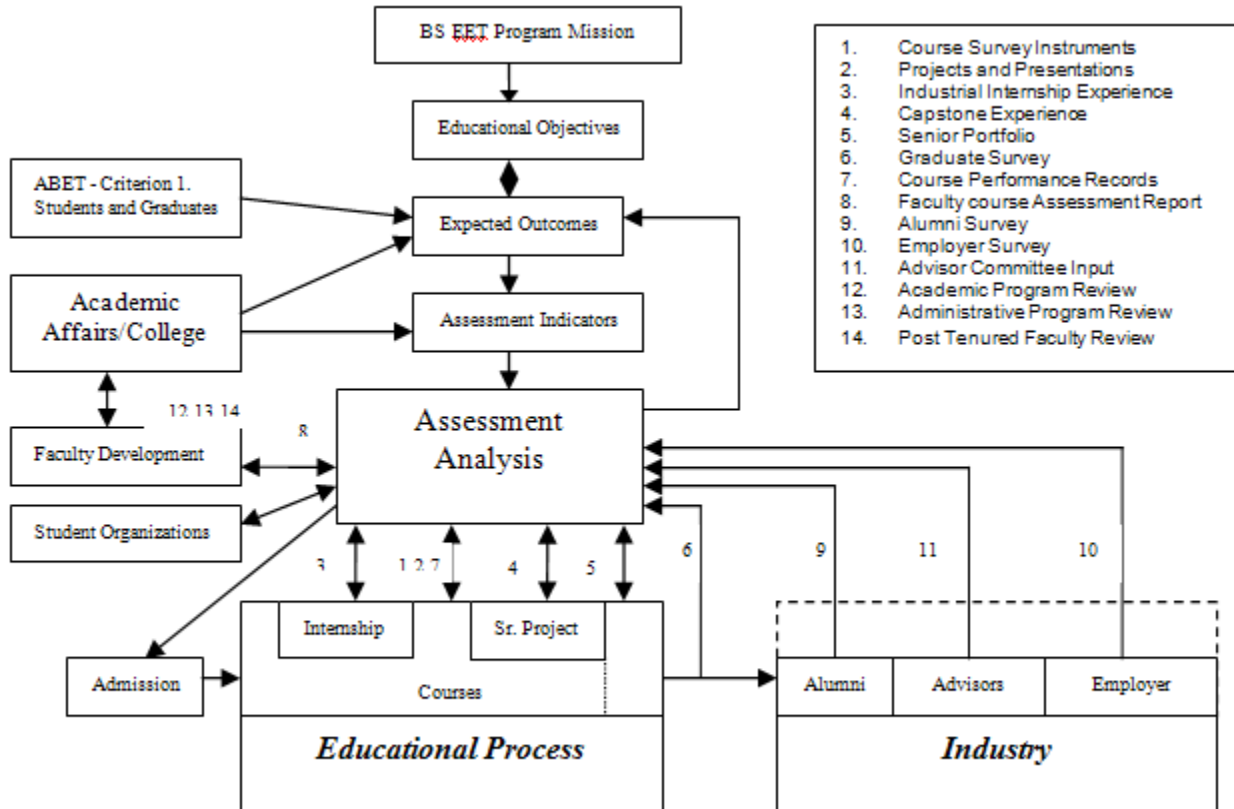 BS EET Program Mission
Educational Objectives
ABET - Criterion 1.
Students and Graduates
Expected Outcomes
Academic
Affairs/College
Assessment Indicators
1. Course Survey Instruments
2. Projects and Presentations
3. Industrial Internship Experience
4. Capstone Experience
5. Senior Portfolio
6. Graduate Survey
7. Course Performance Records
8. Faculty course Assessment Report
9. Alumni Survey
10. Employer Survey
11. Advisor Committee Input
12. Academic Program Review
13. Administrative Program Review
14. Post Tenured Faculty Review
12, 13, 14
Assessment
Analysis
Faculty Development
8
Student Organizations
3
1, 2, 7
4
5
6
9
11
10
Internship
Sr. Project
Admission
Courses
Alumni
Advisors
Employer
Educational Process
Industry